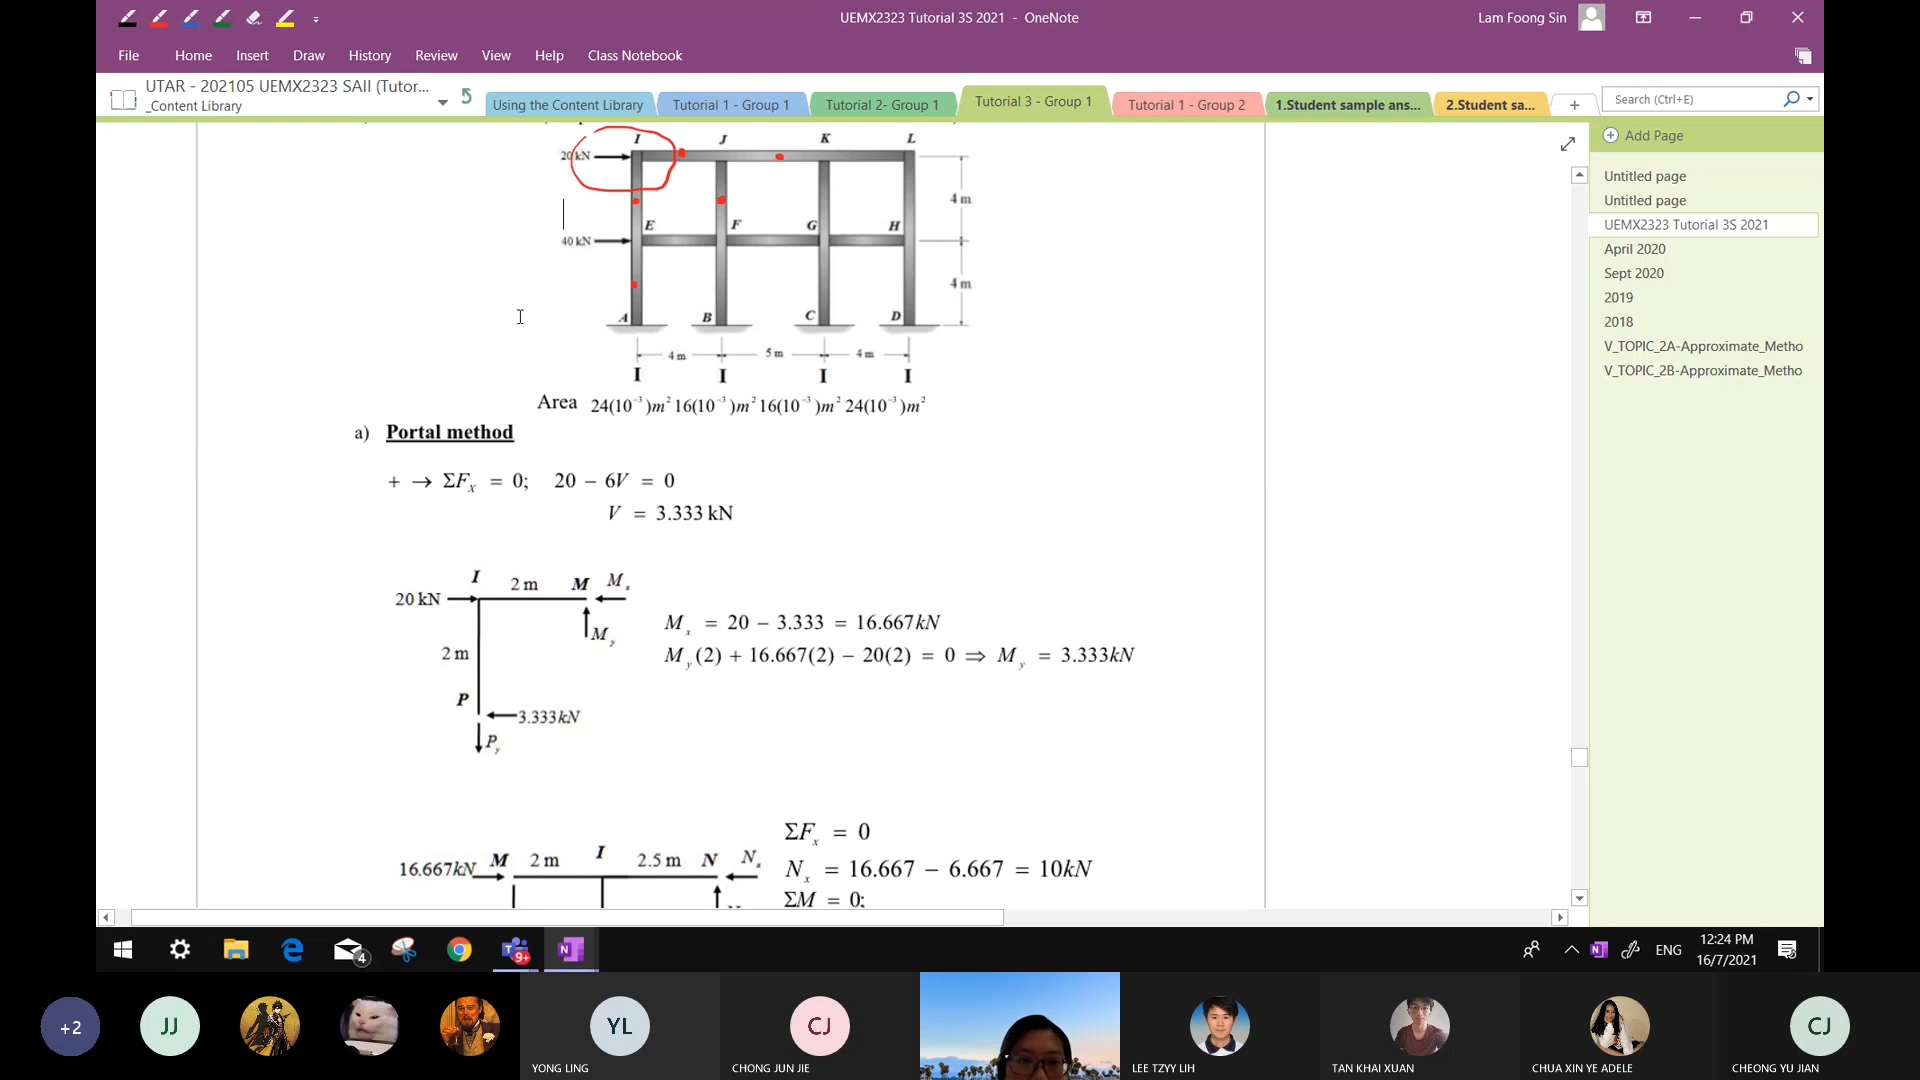 UEMX2323 Tutorial 3S 2021 - OneNote
Lam Foong Sin
File Home Insert Draw History Review View Help Class Notebook
UTAR - 202105 UEMX2323 SAII (Tutor...
_Content Library
Using the Content Library
Tutorial 1 - Group 1
Tutorial 2- Group 1
Tutorial 3 - Group 1
Tutorial 1 - Group 2
1.Student sample ans...
2.Student sa...
Search (Ctrl+E)
Add Page
Untitled page
Untitled page
UEMX2323 Tutorial 3S 2021
April 2020
Sept 2020
2019
2018
V_TOPIC_2A-Approximate_Metho
V_TOPIC_2B-Approximate_Metho
I J K L
20 kN
4 m
E F G H
40 kN
4 m
A B C D
4 m 5 m 4 m
I I I I
Area 24(10⁻³)m² 16(10⁻³)m² 16(10⁻³)m² 24(10⁻³)m²
a) Portal method
+ → ΣFₓ = 0; 20 − 6V = 0
V = 3.333 kN
I 2 m M Mₓ
20 kN
M_y
2 m
P
3.333kN
P_y
Mₓ = 20 − 3.333 = 16.667kN
M_y(2) + 16.667(2) − 20(2) = 0 ⇒ M_y = 3.333kN
16.667kN M 2 m I 2.5 m N Nₓ
ΣFₓ = 0
Nₓ = 16.667 − 6.667 = 10kN
ΣM = 0;
4
9+
ENG
12:24 PM
16/7/2021
+2
JJ
YL
YONG LING
CJ
CHONG JUN JIE
LEE TZYY LIH
TAN KHAI XUAN
CHUA XIN YE ADELE
CJ
CHEONG YU JIAN